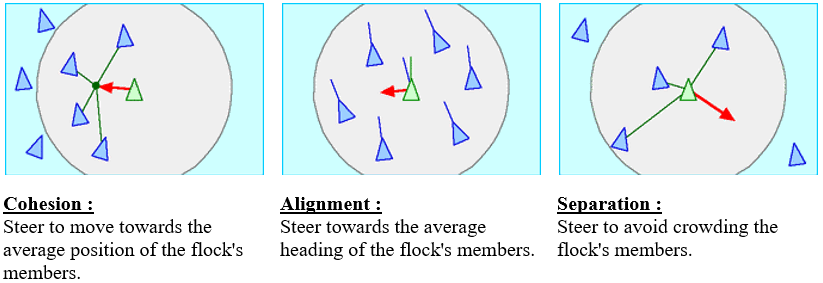 Cohesion :
Steer to move towards the
average position of the flock's
members.
Alignment :
Steer towards the average
heading of the flock's members.
Separation :
Steer to avoid crowding the
flock's members.